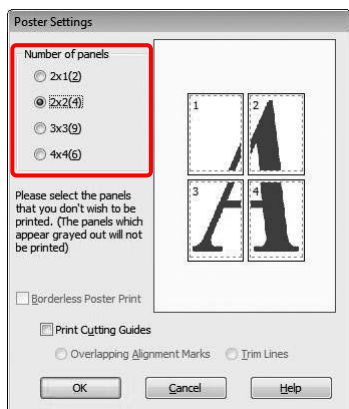 Poster Settings
Number of panels
2x1(2)
2x2(4)
3x3(9)
4x4(6)
1
2
3
4
A
Please select the panels
that you don't wish to be
printed. (The panels which
appear grayed out will not
be printed)
Borderless Poster Print
Print Cutting Guides
Overlapping Alignment Marks
Trim Lines
OK
Cancel
Help